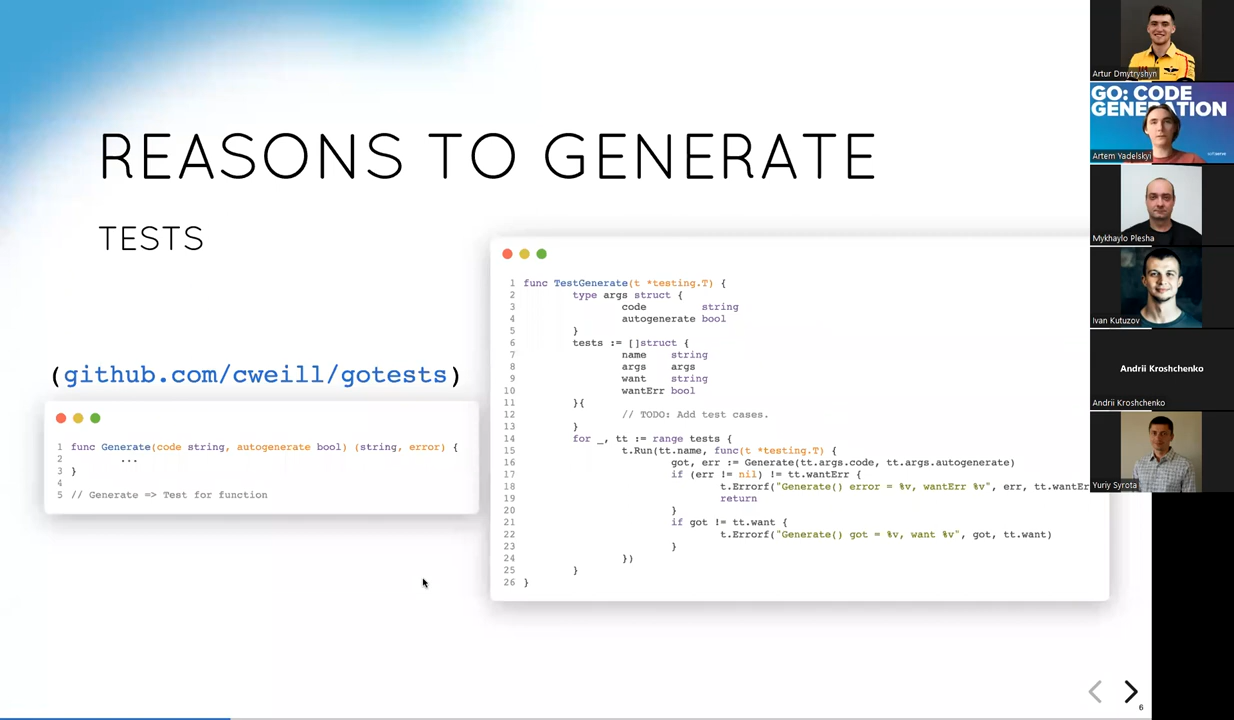 REASONS TO GENERATE
TESTS
(github.com/cweill/gotests)
1 func Generate(code string, autogenerate bool) (string, error) {
2 ...
3 }
4
5 // Generate => Test for function
1 func TestGenerate(t *testing.T) {
2 type args struct {
3 code string
4 autogenerate bool
5 }
6 tests := []struct {
7 name string
8 args args
9 want string
10 wantErr bool
11 }{
12 // TODO: Add test cases.
13 }
14 for _, tt := range tests {
15 t.Run(tt.name, func(t *testing.T) {
16 got, err := Generate(tt.args.code, tt.args.autogenerate)
17 if (err != nil) != tt.wantErr {
18 t.Errorf("Generate() error = %v, wantErr %v", err, tt.wantEr
19 return
20 }
21 if got != tt.want {
22 t.Errorf("Generate() got = %v, want %v", got, tt.want)
23 }
24 })
25 }
26 }
6
Artur Dmytryshyn
GO: CODE
GENERATION
Artem Yadelskyi
Mykhaylo Plesha
Ivan Kutuzov
Andrii Kroshchenko
Andrii Kroshchenko
Yuriy Syrota